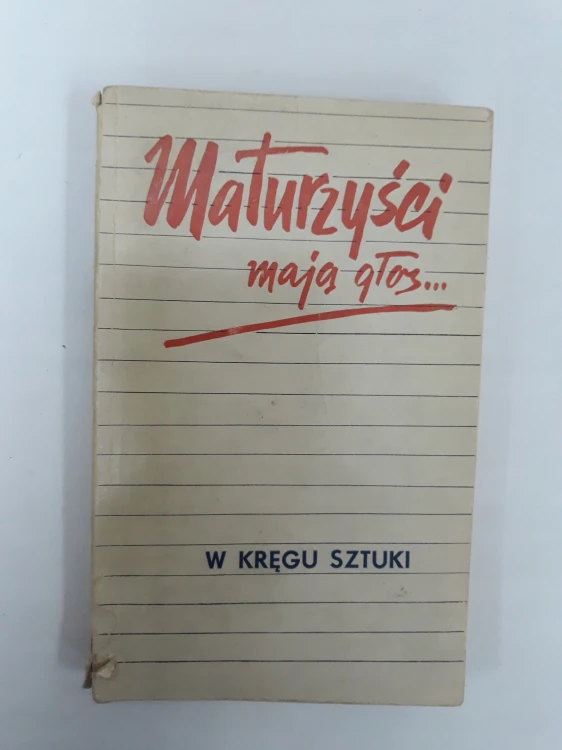 Maturzyści
mają głos...
W KRĘGU SZTUKI